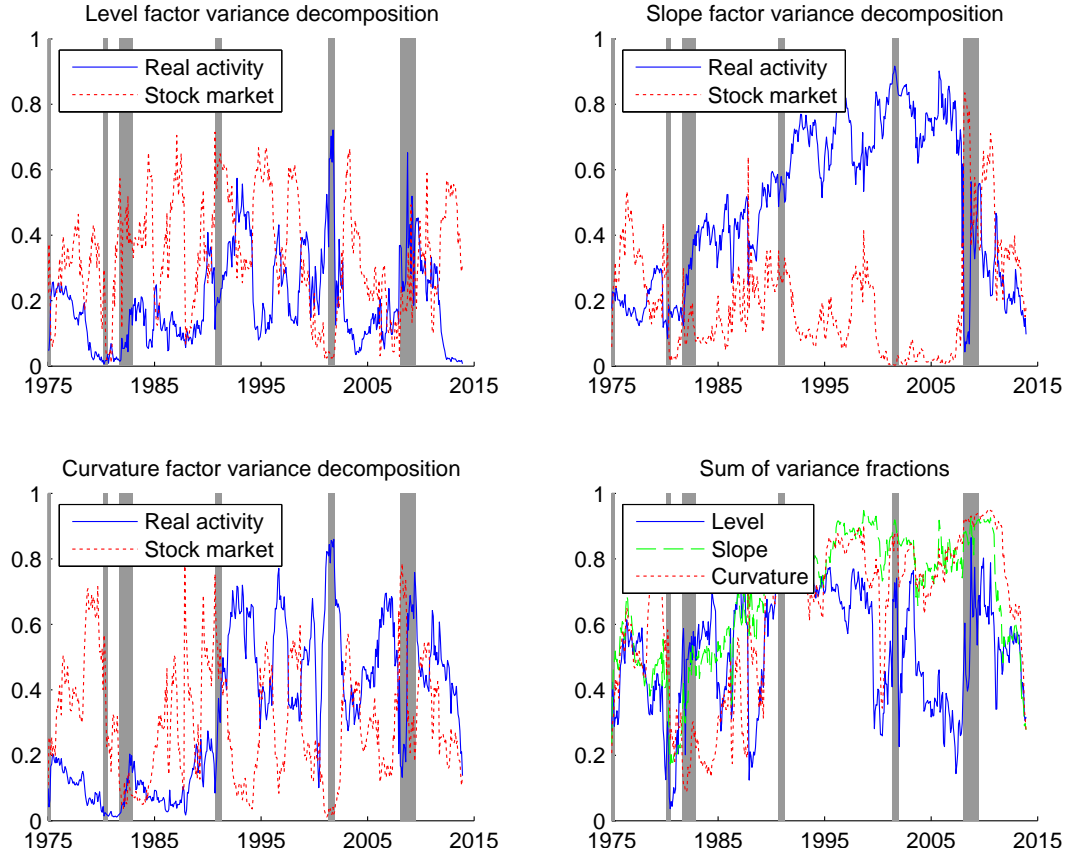 Level factor variance decomposition
1
0.8
0.6
0.4
0.2
0
Real activity
Stock market
1975 1985 1995 2005 2015
Slope factor variance decomposition
1
0.8
0.6
0.4
0.2
0
Real activity
Stock market
1975 1985 1995 2005 2015
Curvature factor variance decomposition
1
0.8
0.6
0.4
0.2
0
Real activity
Stock market
1975 1985 1995 2005 2015
Sum of variance fractions
1
0.8
0.6
0.4
0.2
0
Level
Slope
Curvature
1975 1985 1995 2005 2015